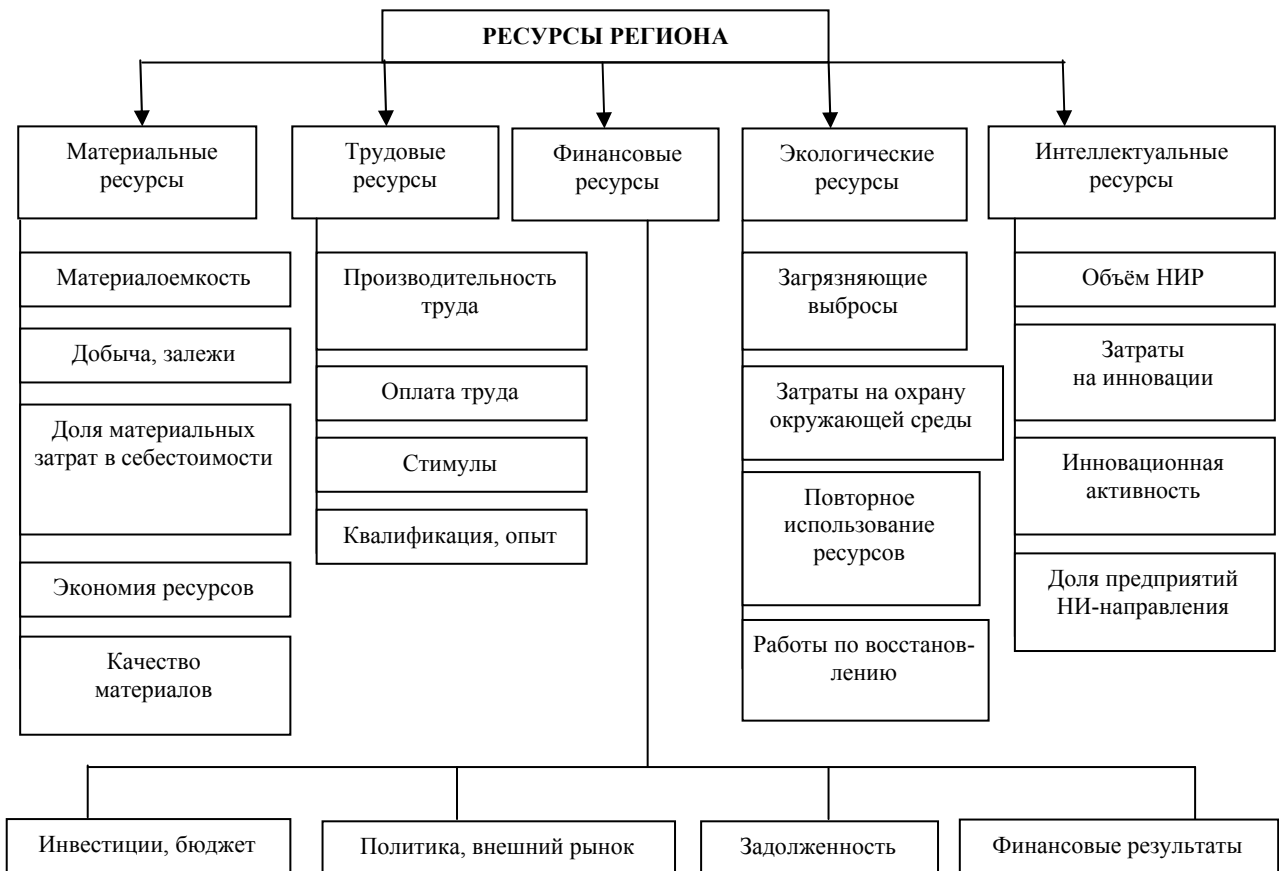 РЕСУРСЫ РЕГИОНА
Материальные
ресурсы
Трудовые
ресурсы
Финансовые
ресурсы
Экологические
ресурсы
Интеллектуальные
ресурсы
Материалоемкость
Добыча, залежи
Доля материальных
затрат в себестоимости
Экономия ресурсов
Качество
материалов
Производительность
труда
Оплата труда
Стимулы
Квалификация, опыт
Загрязняющие
выбросы
Затраты на охрану
окружающей среды
Повторное
использование
ресурсов
Работы по восстанов-
лению
Объём НИР
Затраты
на инновации
Инновационная
активность
Доля предприятий
НИ-направления
Инвестиции, бюджет
Политика, внешний рынок
Задолженность
Финансовые результаты